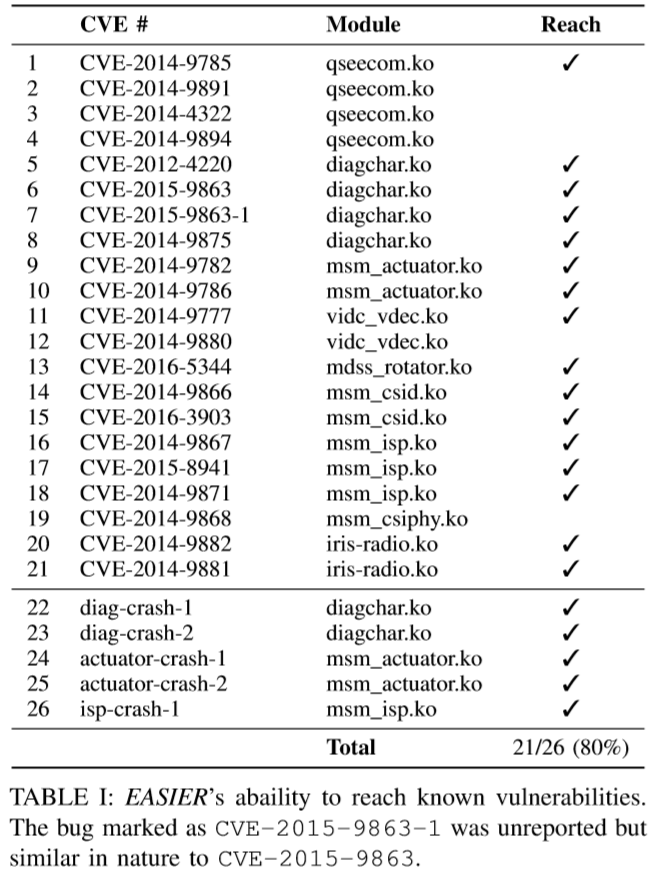 CVE # Module Reach
1 CVE-2014-9785 qseecom.ko ✓
2 CVE-2014-9891 qseecom.ko
3 CVE-2014-4322 qseecom.ko
4 CVE-2014-9894 qseecom.ko
5 CVE-2012-4220 diagchar.ko ✓
6 CVE-2015-9863 diagchar.ko ✓
7 CVE-2015-9863-1 diagchar.ko ✓
8 CVE-2014-9875 diagchar.ko ✓
9 CVE-2014-9782 msm_actuator.ko ✓
10 CVE-2014-9786 msm_actuator.ko ✓
11 CVE-2014-9777 vidc_vdec.ko ✓
12 CVE-2014-9880 vidc_vdec.ko
13 CVE-2016-5344 mdss_rotator.ko ✓
14 CVE-2014-9866 msm_csid.ko ✓
15 CVE-2016-3903 msm_csid.ko ✓
16 CVE-2014-9867 msm_isp.ko ✓
17 CVE-2015-8941 msm_isp.ko ✓
18 CVE-2014-9871 msm_isp.ko ✓
19 CVE-2014-9868 msm_csiphy.ko
20 CVE-2014-9882 iris-radio.ko ✓
21 CVE-2014-9881 iris-radio.ko ✓
22 diag-crash-1 diagchar.ko ✓
23 diag-crash-2 diagchar.ko ✓
24 actuator-crash-1 msm_actuator.ko ✓
25 actuator-crash-2 msm_actuator.ko ✓
26 isp-crash-1 msm_isp.ko ✓
Total 21/26 (80%)
TABLE I: EASIER's abaility to reach known vulnerabilities.
The bug marked as CVE-2015-9863-1 was unreported but
similar in nature to CVE-2015-9863.